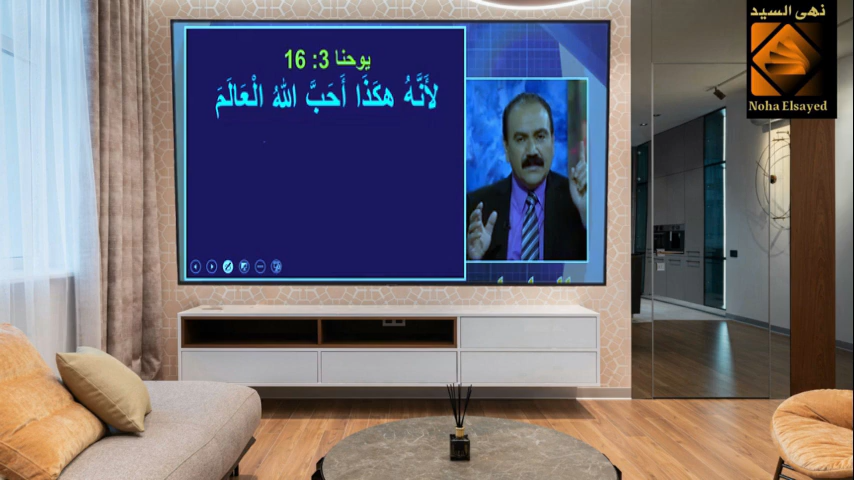 يوحنا 3: 16
لأَنَّهُ هكَذَا أَحَبَّ اللهُ الْعَالَمَ
نهى السيد
Noha Elsayed